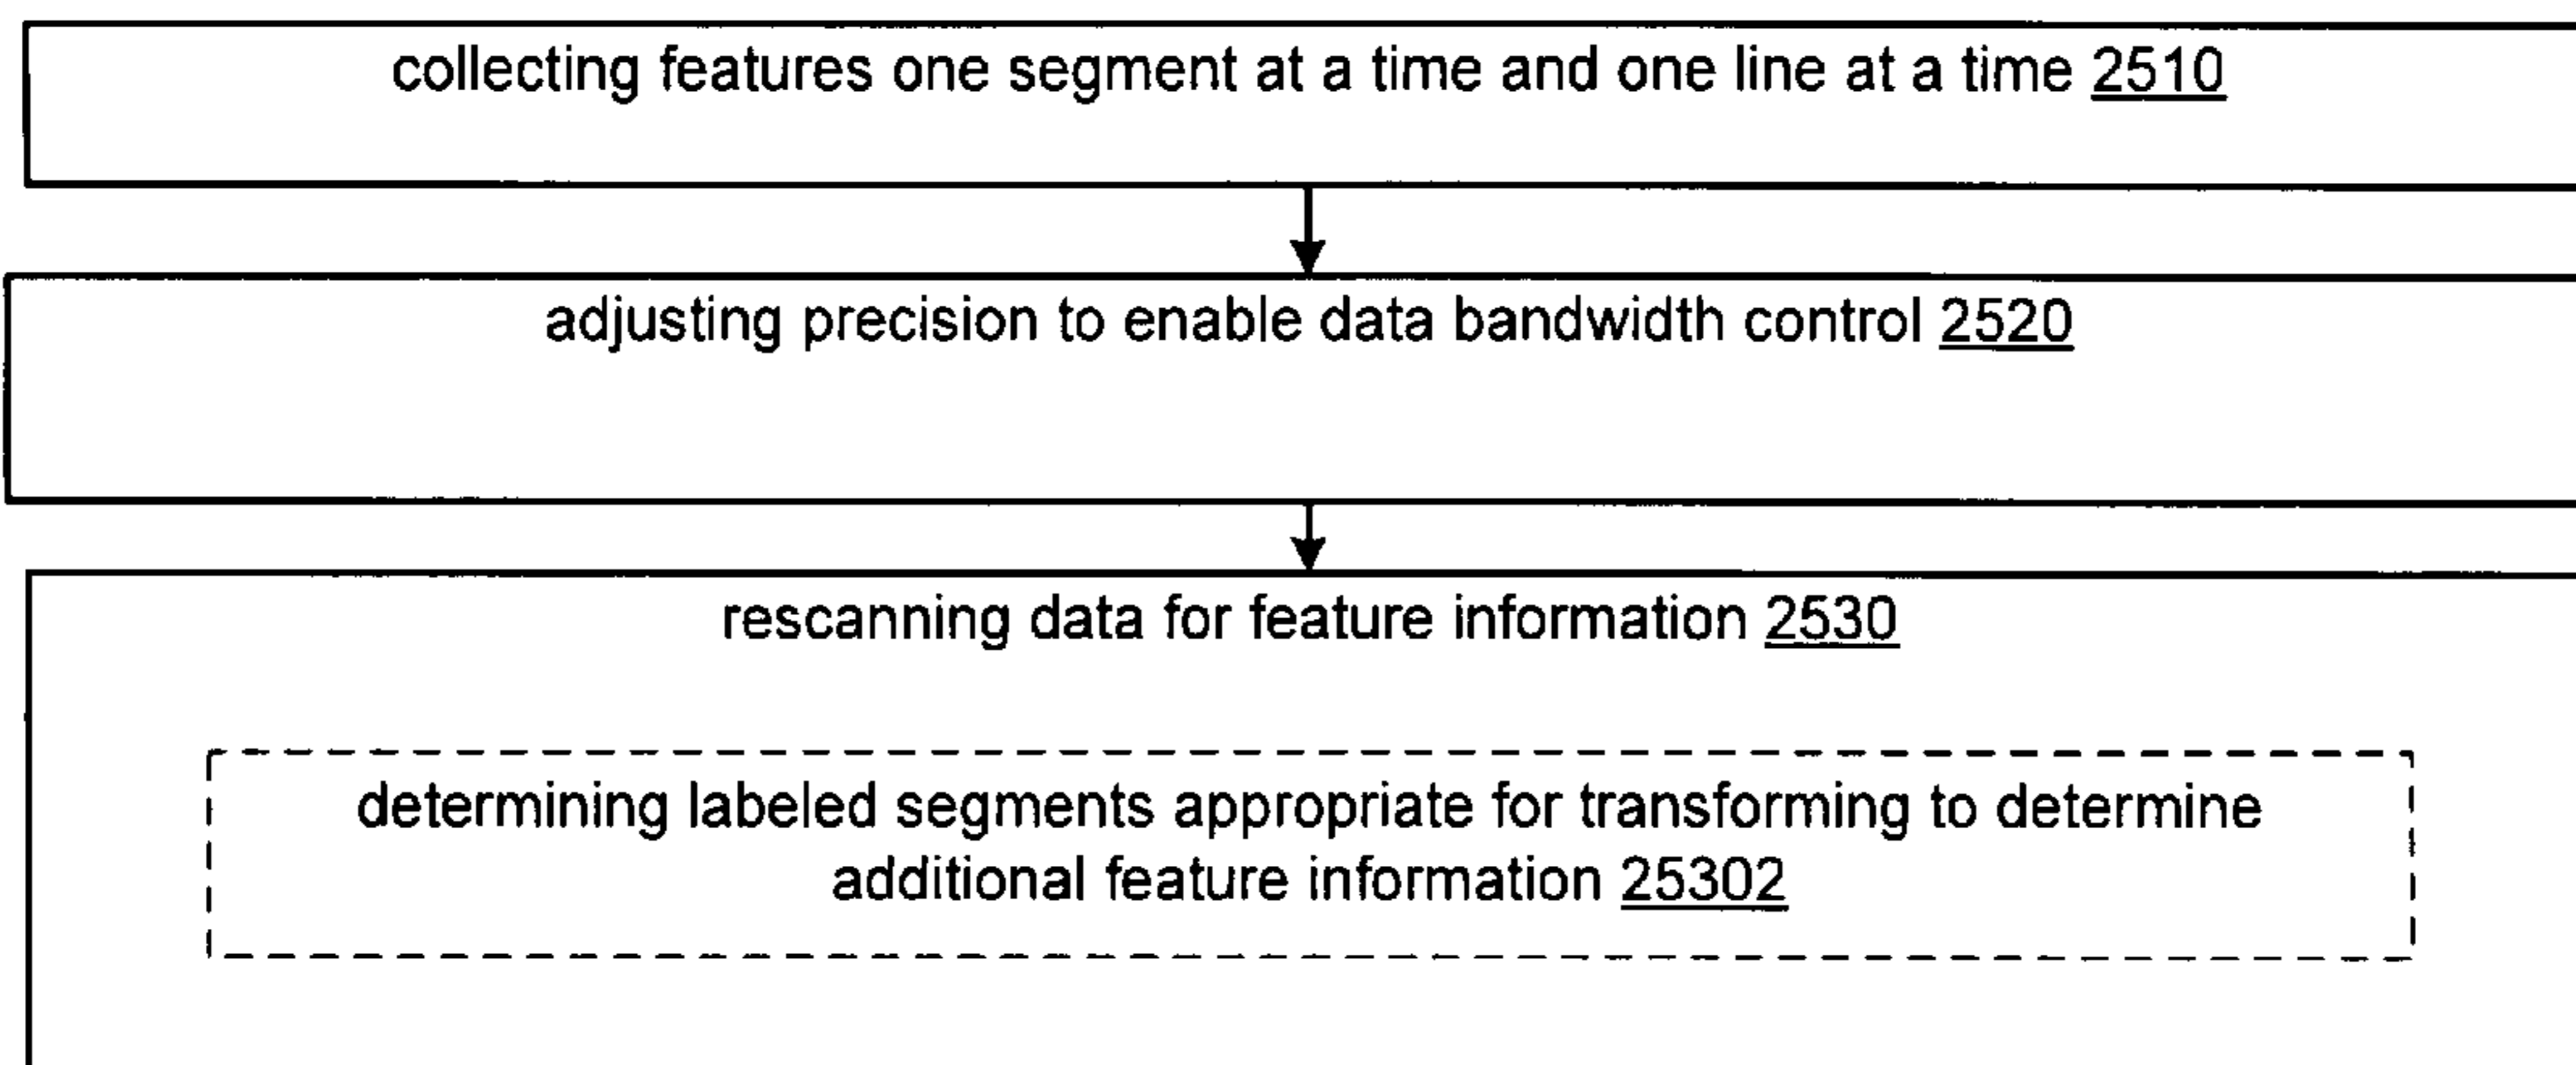 collecting features one segment at a time and one line at a time 2510
adjusting precision to enable data bandwidth control 2520
rescanning data for feature information 2530
determining labeled segments appropriate for transforming to determine
additional feature information 25302